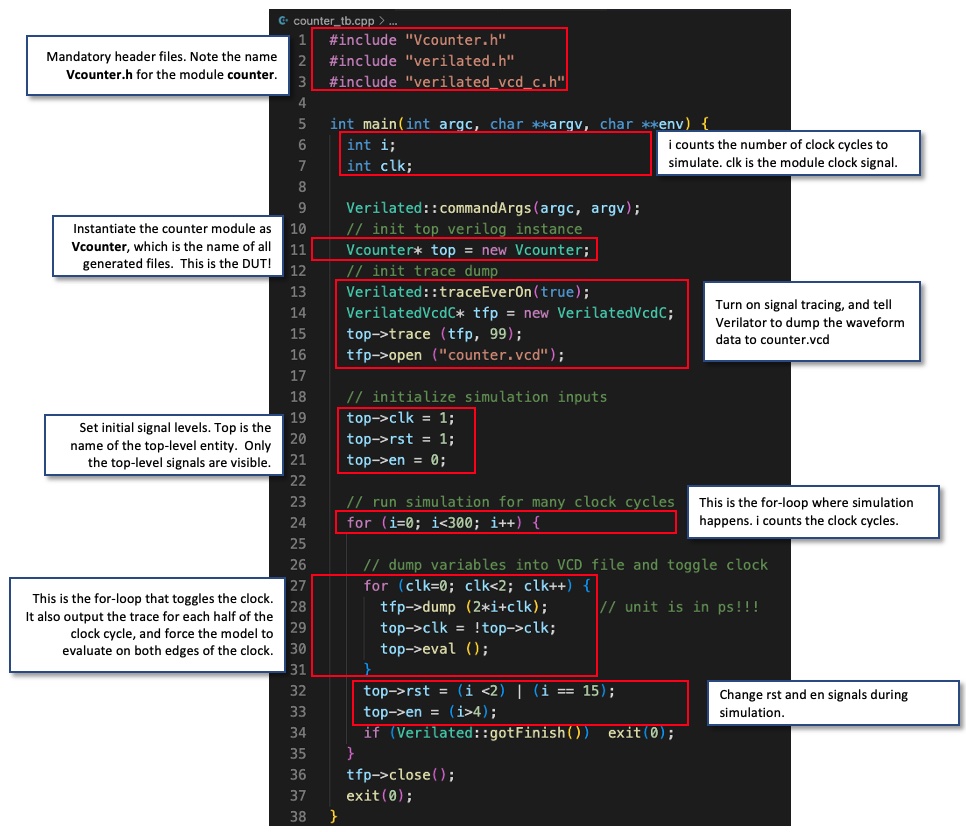 counter_tb.cpp > ...
1 #include "Vcounter.h"
2 #include "verilated.h"
3 #include "verilated_vcd_c.h"
Mandatory header files. Note the name
Vcounter.h for the module counter.
4
5 int main(int argc, char **argv, char **env) {
6 int i;
7 int clk;
i counts the number of clock cycles to
simulate. clk is the module clock signal.
8
9 Verilated::commandArgs(argc, argv);
10 // init top verilog instance
11 Vcounter* top = new Vcounter;
Instantiate the counter module as
Vcounter, which is the name of all
generated files. This is the DUT!
12 // init trace dump
13 Verilated::traceEverOn(true);
14 VerilatedVcdC* tfp = new VerilatedVcdC;
15 top->trace (tfp, 99);
16 tfp->open ("counter.vcd");
Turn on signal tracing, and tell
Verilator to dump the waveform
data to counter.vcd
17
18 // initialize simulation inputs
19 top->clk = 1;
20 top->rst = 1;
21 top->en = 0;
Set initial signal levels. Top is the
name of the top-level entity. Only
the top-level signals are visible.
22
23 // run simulation for many clock cycles
24 for (i=0; i<300; i++) {
This is the for-loop where simulation
happens. i counts the clock cycles.
25
26 // dump variables into VCD file and toggle clock
27 for (clk=0; clk<2; clk++) {
28 tfp->dump (2*i+clk); // unit is in ps!!!
29 top->clk = !top->clk;
30 top->eval ();
31 }
This is the for-loop that toggles the clock.
It also output the trace for each half of the
clock cycle, and force the model to
evaluate on both edges of the clock.
32 top->rst = (i <2) | (i == 15);
33 top->en = (i>4);
Change rst and en signals during
simulation.
34 if (Verilated::gotFinish()) exit(0);
35 }
36 tfp->close();
37 exit(0);
38 }